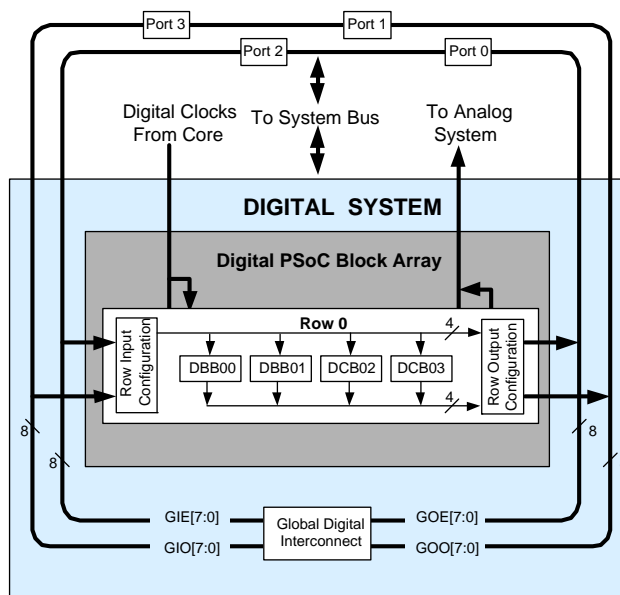 Port 3
Port 1
Port 2
Port 0
Digital Clocks
From Core
To System Bus
To Analog
System
DIGITAL SYSTEM
Digital PSoC Block Array
Row Input
Configuration
Row 0
4
DBB00
DBB01
DCB02
DCB03
4
Row Output
Configuration
8
8
8
8
GIE[7:0]
GIO[7:0]
Global Digital
Interconnect
GOE[7:0]
GOO[7:0]